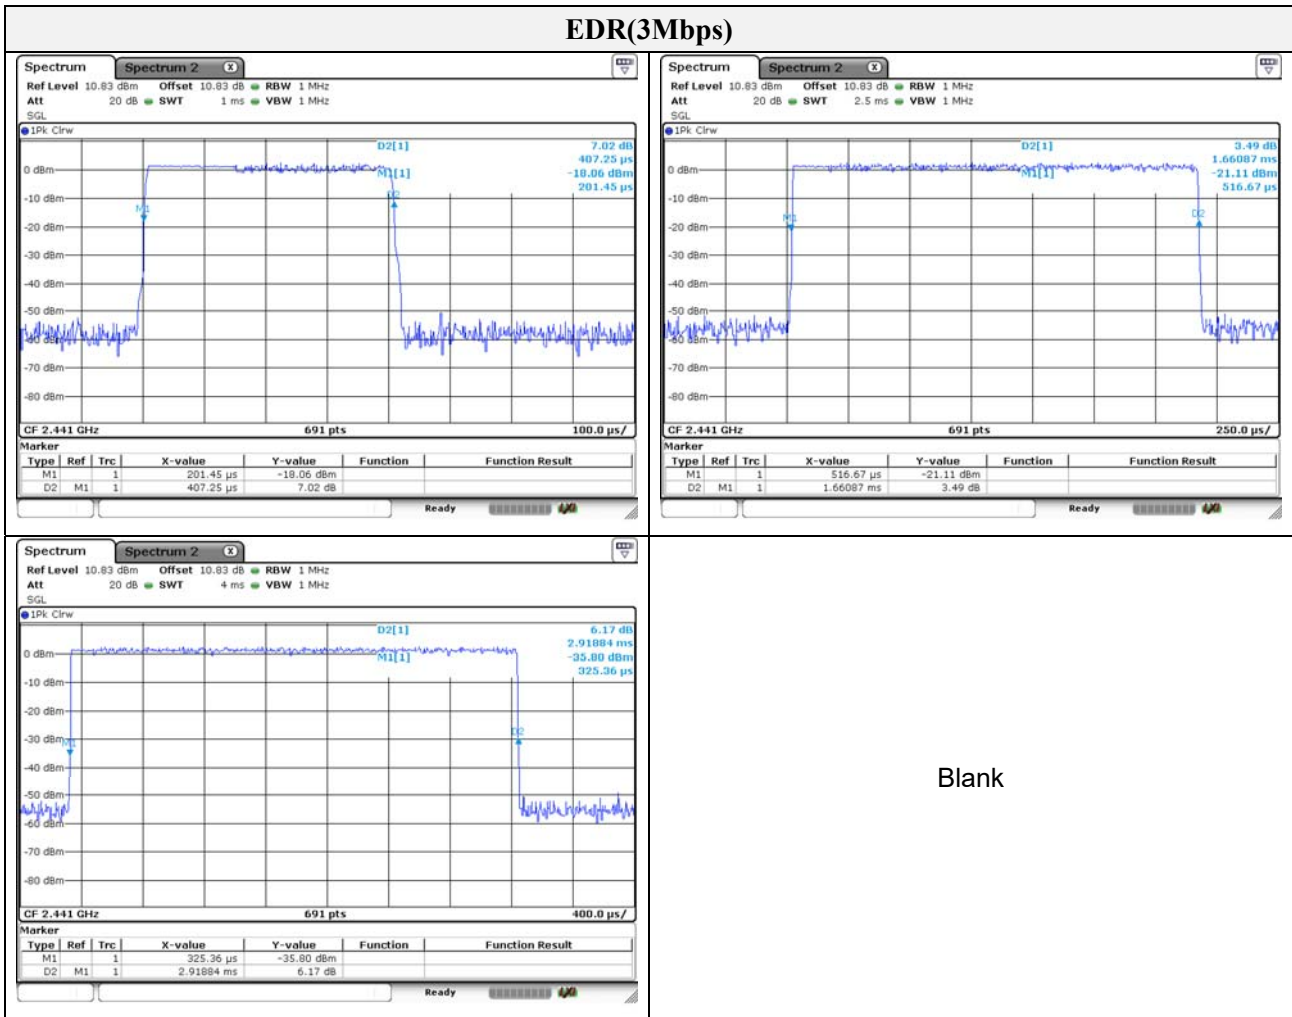 EDR(3Mbps)
Spectrum Spectrum 2 X
Ref Level 10.83 dBm Offset 10.83 dB RBW 1 MHz
Att 20 dB SWT 1 ms VBW 1 MHz
SGL
1Pk Clrw
D2[1] 7.02 dB
407.25 µs
M1[1] -18.06 dBm
201.45 µs
0 dBm
D2
-10 dBm
M1
-20 dBm
-30 dBm
-40 dBm
-50 dBm
-60 dBm
-70 dBm
-80 dBm
CF 2.441 GHz 691 pts 100.0 µs/
Marker
Type Ref Trc X-value Y-value Function Function Result
M1 1 201.45 µs -18.06 dBm
D2 M1 1 407.25 µs 7.02 dB
Ready
Spectrum Spectrum 2 X
Ref Level 10.83 dBm Offset 10.83 dB RBW 1 MHz
Att 20 dB SWT 2.5 ms VBW 1 MHz
SGL
1Pk Clrw
D2[1] 3.49 dB
1.66087 ms
M1[1] -21.11 dBm
516.67 µs
0 dBm
-10 dBm
M1 D2
-20 dBm
-30 dBm
-40 dBm
-50 dBm
-60 dBm
-70 dBm
-80 dBm
CF 2.441 GHz 691 pts 250.0 µs/
Marker
Type Ref Trc X-value Y-value Function Function Result
M1 1 516.67 µs -21.11 dBm
D2 M1 1 1.66087 ms 3.49 dB
Ready
Spectrum Spectrum 2 X
Ref Level 10.83 dBm Offset 10.83 dB RBW 1 MHz
Att 20 dB SWT 4 ms VBW 1 MHz
SGL
1Pk Clrw
D2[1] 6.17 dB
2.91884 ms
M1[1] -35.80 dBm
325.36 µs
0 dBm
-10 dBm
-20 dBm
D2
-30 dBm M1
-40 dBm
-50 dBm
-60 dBm
-70 dBm
-80 dBm
CF 2.441 GHz 691 pts 400.0 µs/
Marker
Type Ref Trc X-value Y-value Function Function Result
M1 1 325.36 µs -35.80 dBm
D2 M1 1 2.91884 ms 6.17 dB
Ready
Blank